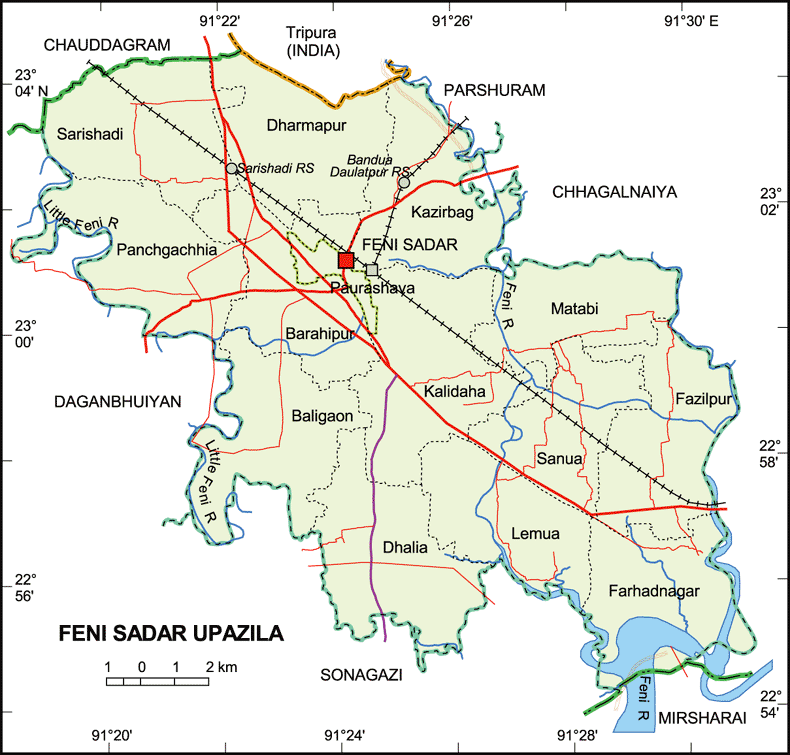 91° 22'
91° 26'
91° 30' E
CHAUDDAGRAM
Tripura
(INDIA)
23°
04' N
PARSHURAM
Sarishadi
Dharmapur
Bandua
Daulatpur RS
Sarishadi RS
CHHAGALNAIYA
23°
02'
Kazirbag
Little Feni R
Panchgachhia
FENI SADAR
Paurashava
Feni R
Matabi
23°
00'
Barahipur
Kalidaha
Fazilpur
DAGANBHUIYAN
Baligaon
Little Feni R
Sanua
22°
58'
Lemua
Dhalia
22°
56'
Farhadnagar
FENI SADAR UPAZILA
1 0 1 2 km
SONAGAZI
Feni R
MIRSHARAI
22°
54'
91° 20'
91° 24'
91° 28'